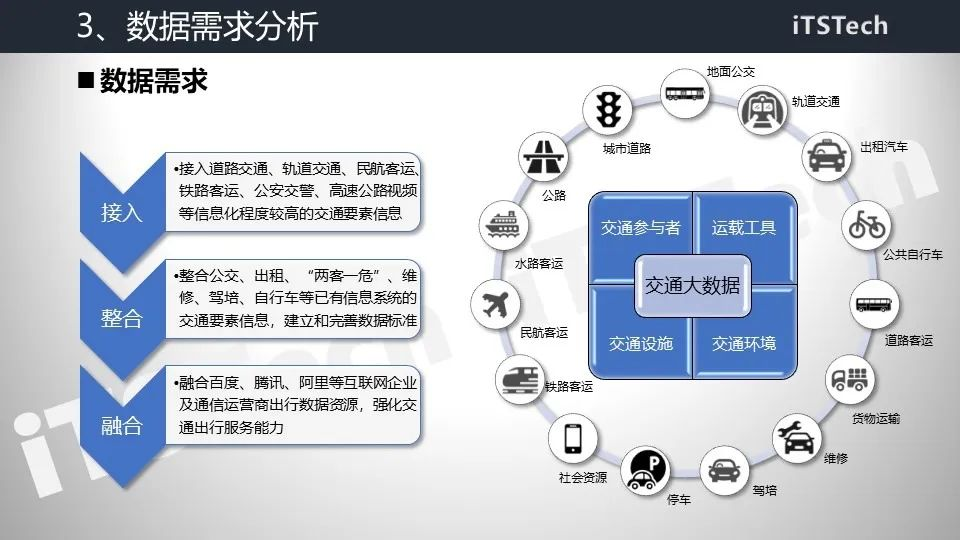 3、数据需求分析
iTSTech
■数据需求
接入
•接入道路交通、轨道交通、民航客运、
铁路客运、公安交警、高速公路视频
等信息化程度较高的交通要素信息
整合
•整合公交、出租、“两客一危”、维
修、驾培、自行车等已有信息系统的
交通要素信息，建立和完善数据标准
融合
•融合百度、腾讯、阿里等互联网企业
及通信运营商出行数据资源，强化交
通出行服务能力
地面公交
轨道交通
出租汽车
公共自行车
道路客运
货物运输
维修
驾培
P
停车
社会资源
铁路客运
民航客运
水路客运
公路
城市道路
交通参与者
运载工具
交通大数据
交通设施
交通环境
iTSTech iTSTech